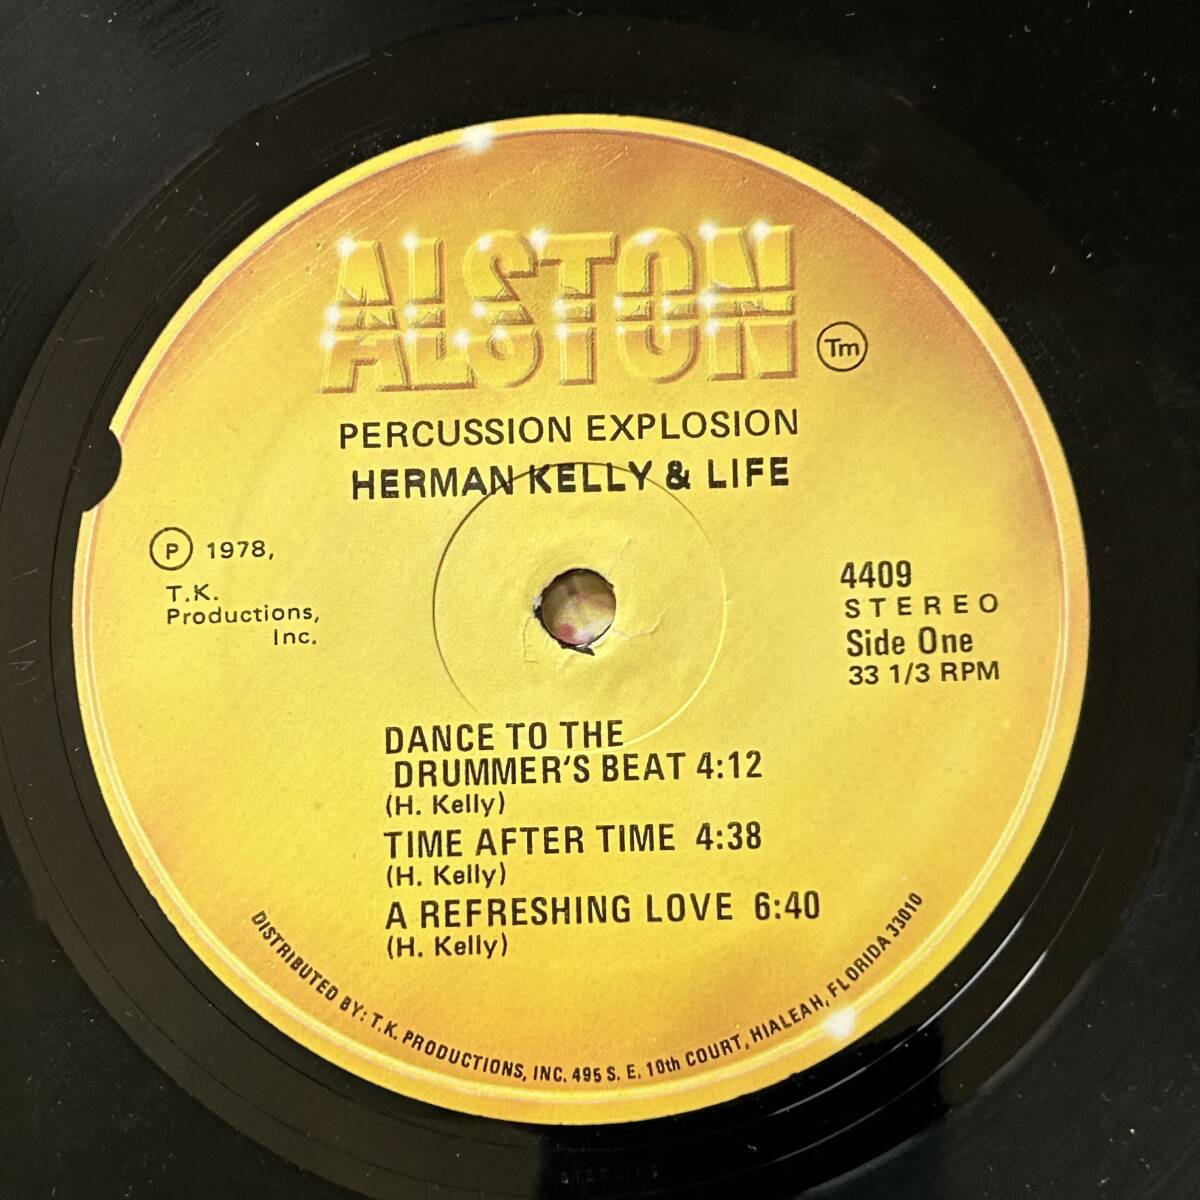 ALSTON
Tm
PERCUSSION EXPLOSION
HERMAN KELLY & LIFE
P 1978,
T.K.
Productions,
Inc.
4409
STEREO
Side One
33 1/3 RPM
DANCE TO THE
DRUMMER'S BEAT 4:12
(H. Kelly)
TIME AFTER TIME 4:38
(H. Kelly)
A REFRESHING LOVE 6:40
(H. Kelly)
DISTRIBUTED BY: T.K. PRODUCTIONS, INC. 495 S. E. 10th COURT, HIALEAH, FLORIDA 33010